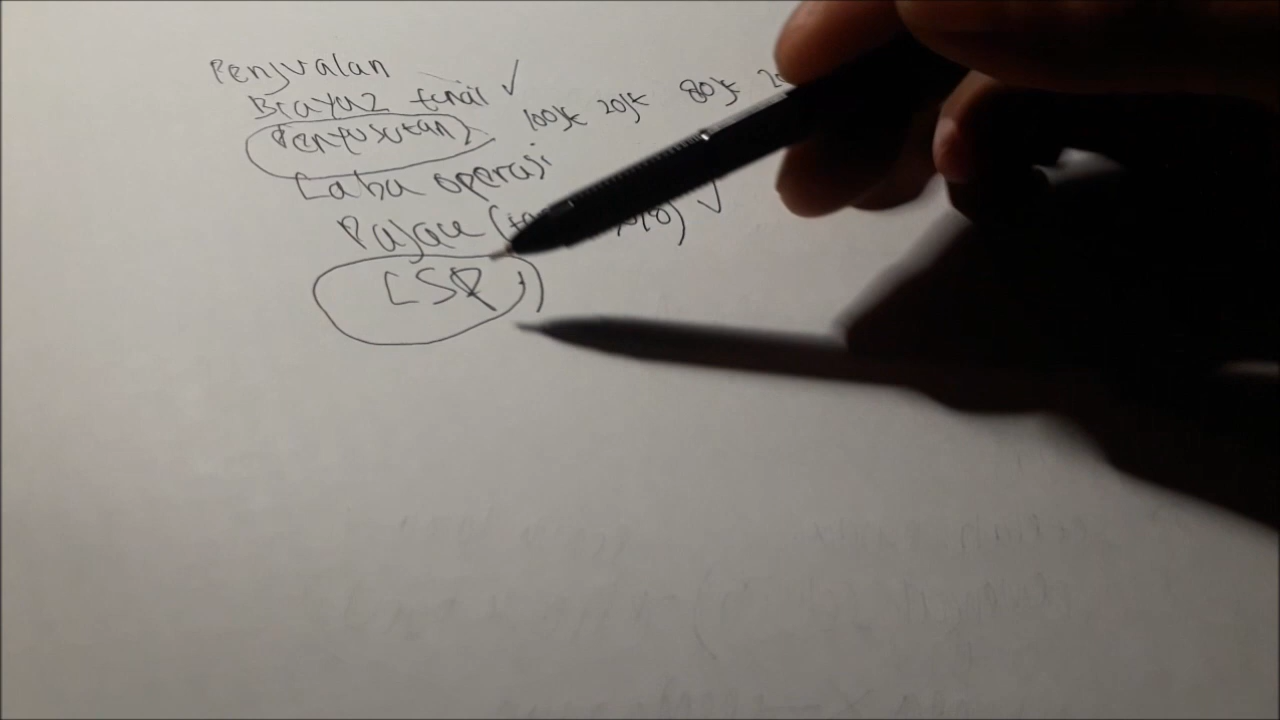 Penjualan
Biaya2 tunai ✓
Penyusutan) 100jt 20jt 80jt
Laba operasi
Pajak ( ) ✓
LSP